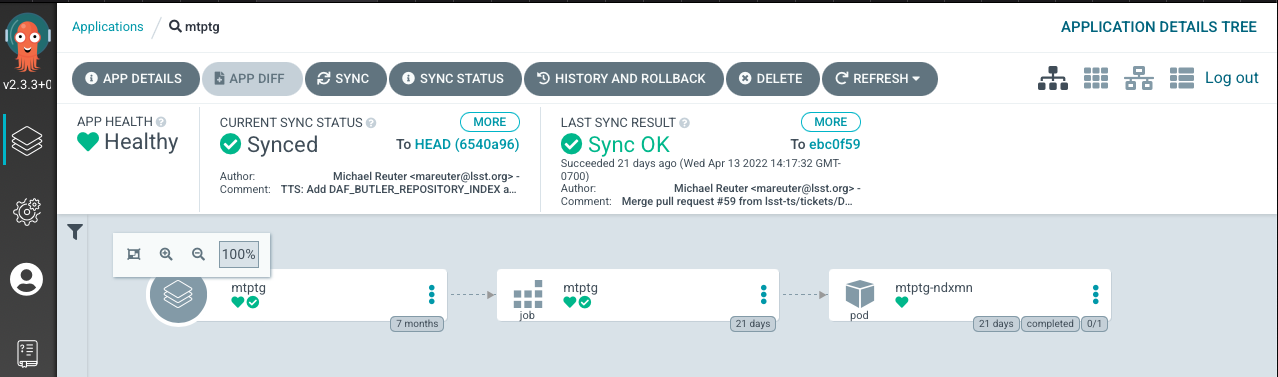 Applications / mtptg
APPLICATION DETAILS TREE
v2.3.3+0
APP DETAILS
APP DIFF
SYNC
SYNC STATUS
HISTORY AND ROLLBACK
DELETE
REFRESH
Log out
APP HEALTH
Healthy
CURRENT SYNC STATUS
MORE
Synced
To HEAD (6540a96)
Author: Michael Reuter <mareuter@lsst.org> -
Comment: TTS: Add DAF_BUTLER_REPOSITORY_INDEX a...
LAST SYNC RESULT
MORE
Sync OK
To ebc0f59
Succeeded 21 days ago (Wed Apr 13 2022 14:17:32 GMT-
0700)
Author: Michael Reuter <mareuter@lsst.org> -
Comment: Merge pull request #59 from lsst-ts/tickets/D...
100%
mtptg
7 months
mtptg
job
21 days
mtptg-ndxmn
pod
21 days
completed
0/1